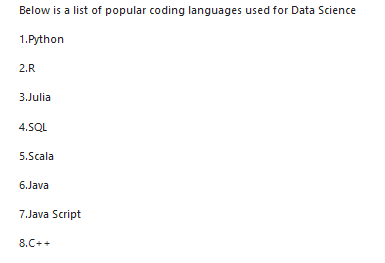 Below is a list of popular coding languages used for Data Science
1.Python
2.R
3.Julia
4.SQL
5.Scala
6.Java
7.Java Script
8.C++